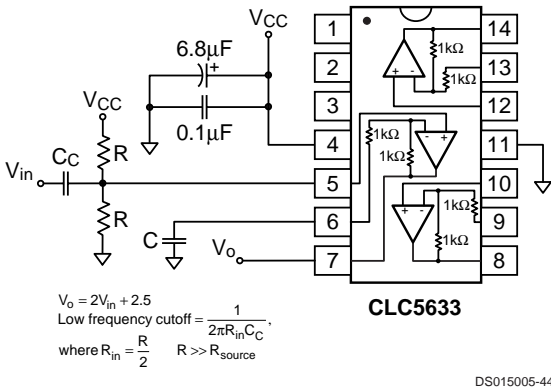 VCC
6.8µF
+
0.1µF
VCC
CC
R
Vin
R
C
Vo
1
2
3
4
5
6
7
14
13
12
11
10
9
8
1kΩ
1kΩ
+ -
1kΩ
- +
1kΩ
+ -
1kΩ
1kΩ
CLC5633
Vo = 2Vin + 2.5
Low frequency cutoff = 1 / 2πRinCC ,
where Rin = R / 2 R >> Rsource
DS015005-44